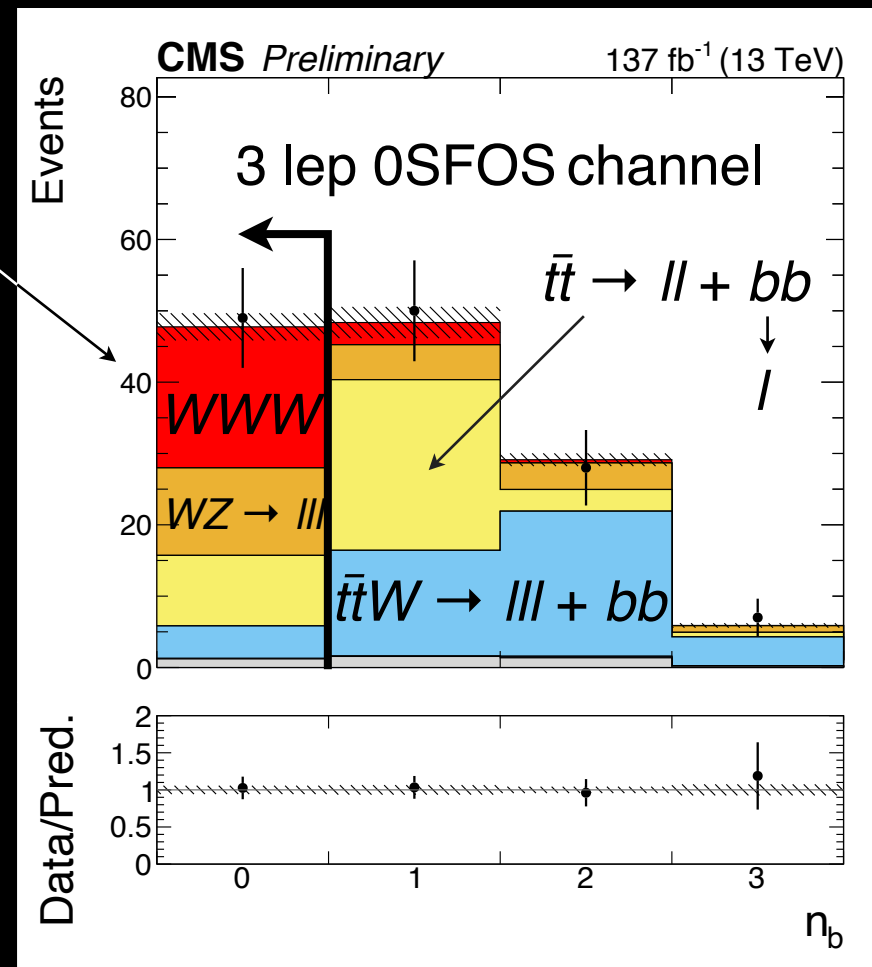 CMS Preliminary 137 fb⁻¹ (13 TeV)
Events
80
60
40
20
0
3 lep 0SFOS channel
t̄t → ll + bb
l
WWW
WZ → lll
t̄tW → lll + bb
Data/Pred.
2
1.5
1
0.5
0
0 1 2 3
n_b